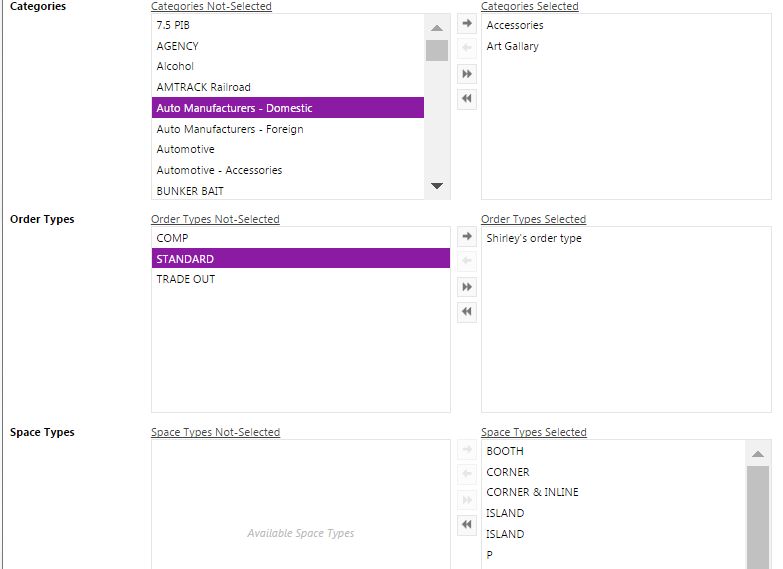 Categories
Categories Not-Selected
7.5 PIB
AGENCY
Alcohol
AMTRACK Railroad
Auto Manufacturers - Domestic
Auto Manufacturers - Foreign
Automotive
Automotive - Accessories
BUNKER BAIT
Categories Selected
Accessories
Art Gallary
Order Types
Order Types Not-Selected
COMP
STANDARD
TRADE OUT
Order Types Selected
Shirley's order type
Space Types
Space Types Not-Selected
Available Space Types
Space Types Selected
BOOTH
CORNER
CORNER & INLINE
ISLAND
ISLAND
P